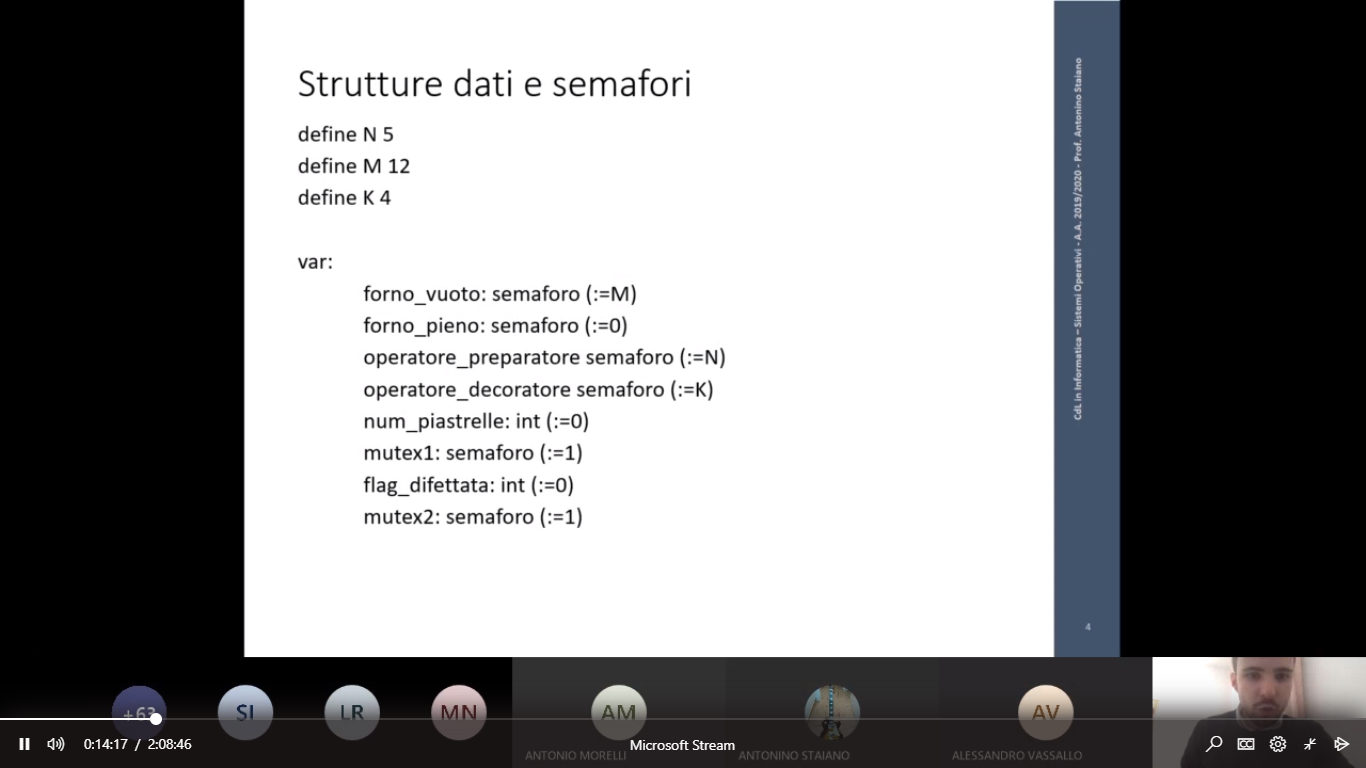 Strutture dati e semafori
define N 5
define M 12
define K 4
var:
forno_vuoto: semaforo (:=M)
forno_pieno: semaforo (:=0)
operatore_preparatore semaforo (:=N)
operatore_decoratore semaforo (:=K)
num_piastrelle: int (:=0)
mutex1: semaforo (:=1)
flag_difettata: int (:=0)
mutex2: semaforo (:=1)
CdL in Informatica – Sistemi Operativi - A.A. 2019/2020 - Prof. Antonino Staiano
4
+63
SI
LR
MN
AM
AV
ANTONIO MORELLI
ANTONINO STAIANO
ALESSANDRO VASSALLO
0:14:17 / 2:08:46
Microsoft Stream
CC